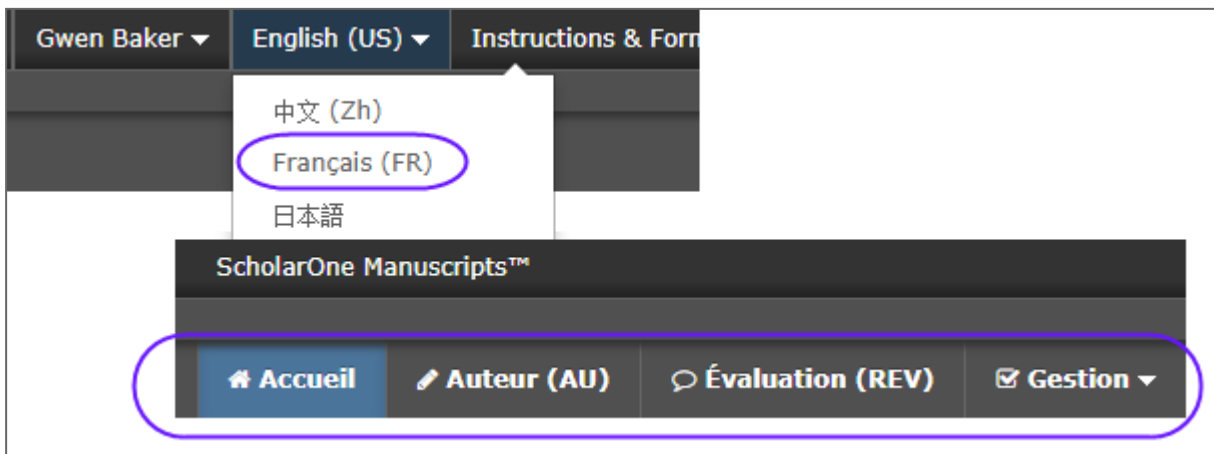 Gwen Baker English (US) Instructions &
中文 (Zh)
Français (FR)
日本語
ScholarOne Manuscripts™
Accueil Auteur (AU) Évaluation (REV) Gestion